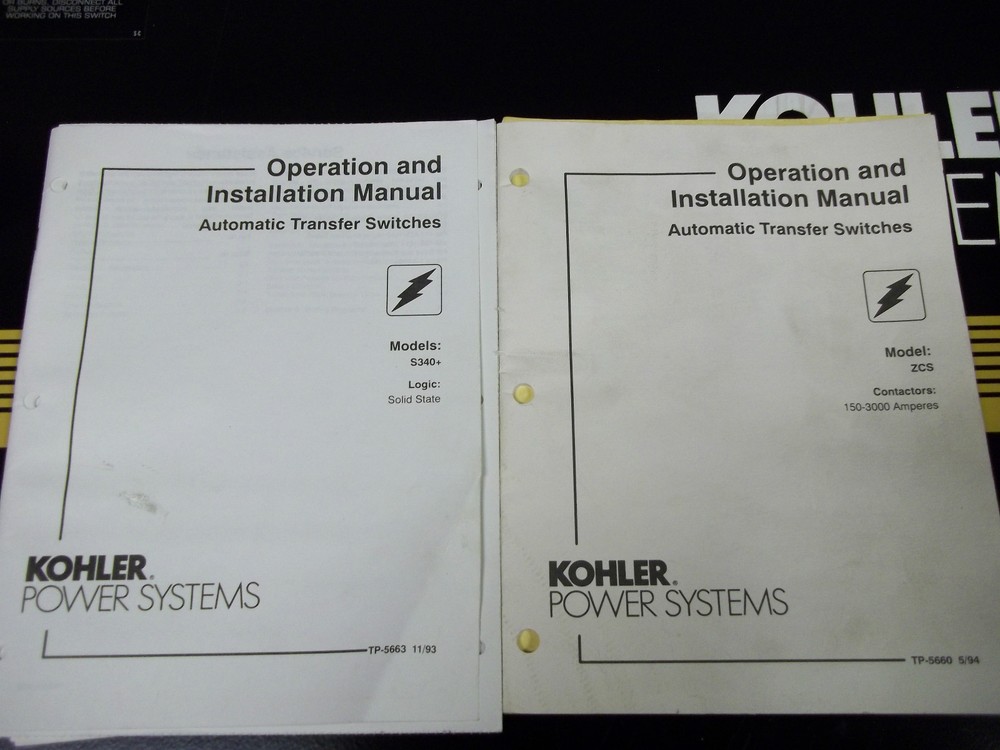 OR BURNS, DISCONNECT ALL
SUPPLY SOURCES BEFORE
WORKING ON THIS SWITCH
KOHLER
Operation and
Installation Manual
Automatic Transfer Switches
Models:
S340+
Logic:
Solid State
KOHLER®
POWER SYSTEMS
TP-5663 11/93
Operation and
Installation Manual
Automatic Transfer Switches
Model:
ZCS
Contactors:
150-3000 Amperes
KOHLER®
POWER SYSTEMS
TP-5660 5/94